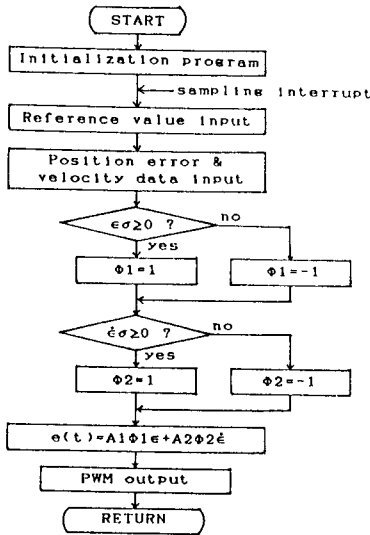 START
Initialization program
sampling interrupt
Reference value input
Position error &
velocity data input
εσ≥0 ?
no
yes
Φ1=1
Φ1=-1
ε̇σ≥0 ?
no
yes
Φ2=1
Φ2=-1
e(t)=A1Φ1ε+A2Φ2ε̇
PWM output
RETURN